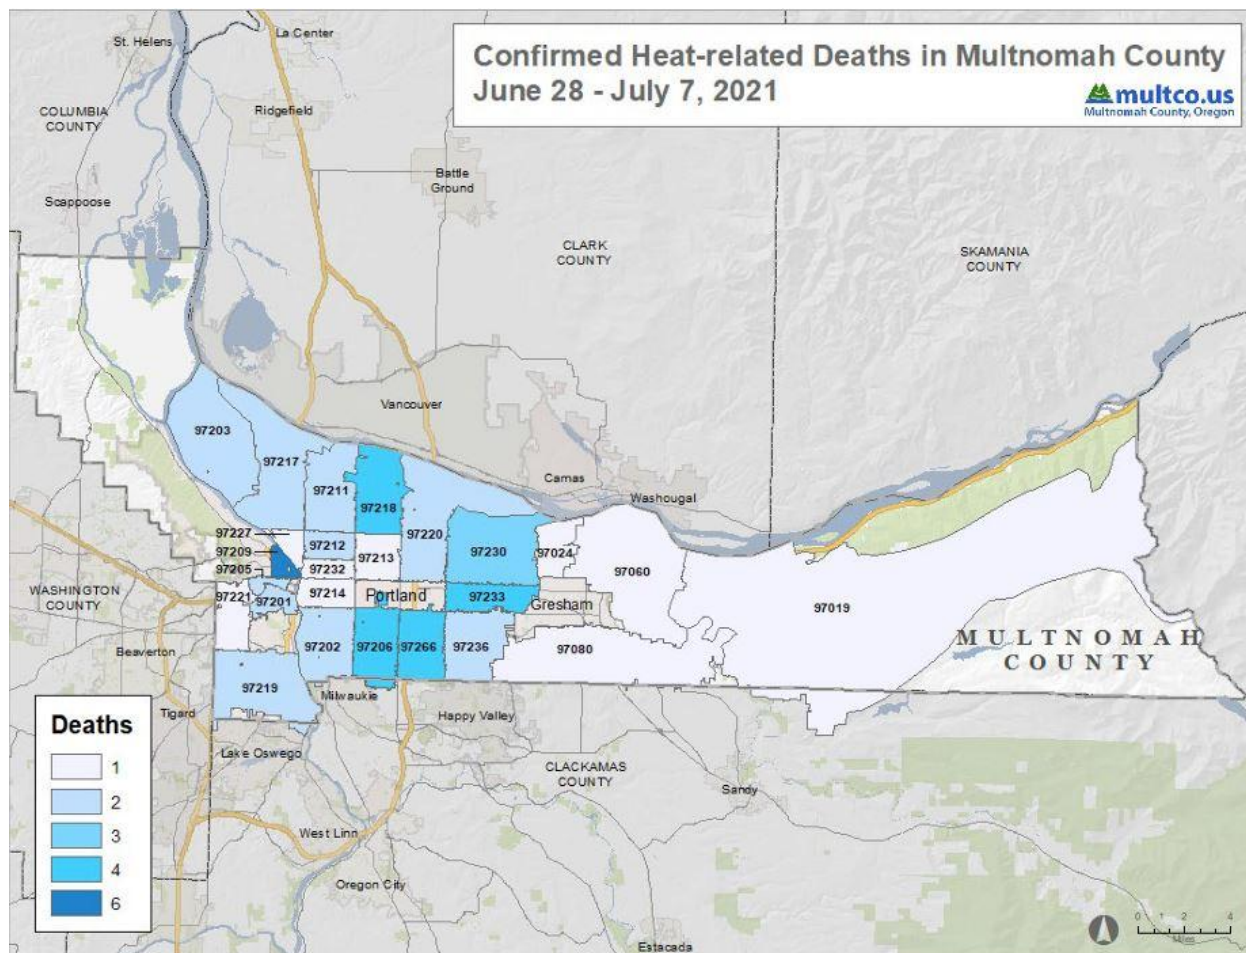 Confirmed Heat-related Deaths in Multnomah County
June 28 - July 7, 2021
multco.us
Multnomah County, Oregon
St. Helens
La Center
COLUMBIA
COUNTY
Ridgefield
Battle
Ground
Scappoose
CLARK
COUNTY
SKAMANIA
COUNTY
Vancouver
97203
97217
97211
97218
Camas
Washougal
97227
97209
97205
97212
97232
97213
97220
97230
97024
97060
WASHINGTON
COUNTY
97221
97201
97214
Portland
97233
Gresham
97019
MULTNOMAH
COUNTY
Beaverton
97202
97206
97266
97236
97080
97219
Milwaukie
Tigard
Happy Valley
Lake Oswego
CLACKAMAS
COUNTY
Sandy
West Linn
Oregon City
Estacada
Deaths
1
2
3
4
6
0 1 2 4
Miles